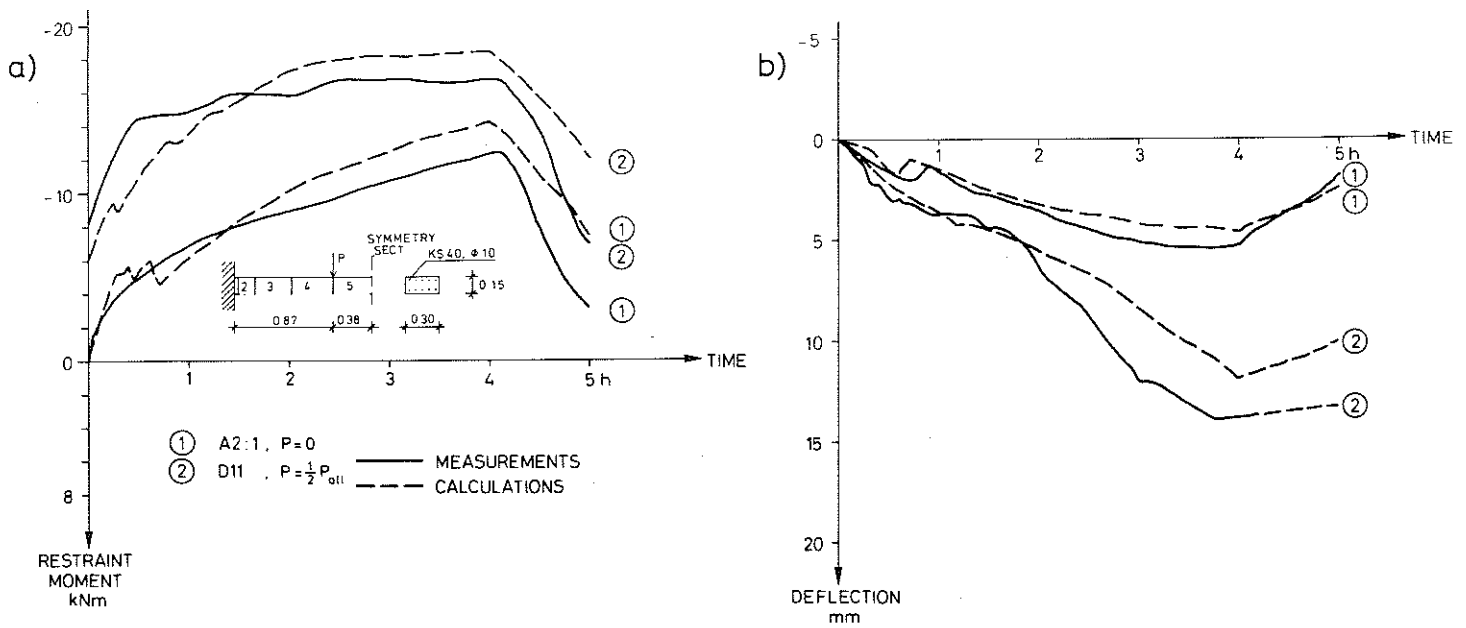 a)
-20
-10
0
8
1
2
3
4
5 h
TIME
RESTRAINT
MOMENT
kNm
②
①
②
①
SYMMETRY
SECT
P
KS 40, Φ 10
2
3
4
5
0.15
0.87
0.38
0.30
① A2:1, P=0
② D11 , P=½ Pall
MEASUREMENTS
CALCULATIONS
b)
-5
0
5
10
15
20
1
2
3
4
5 h
TIME
①
①
②
②
DEFLECTION
mm